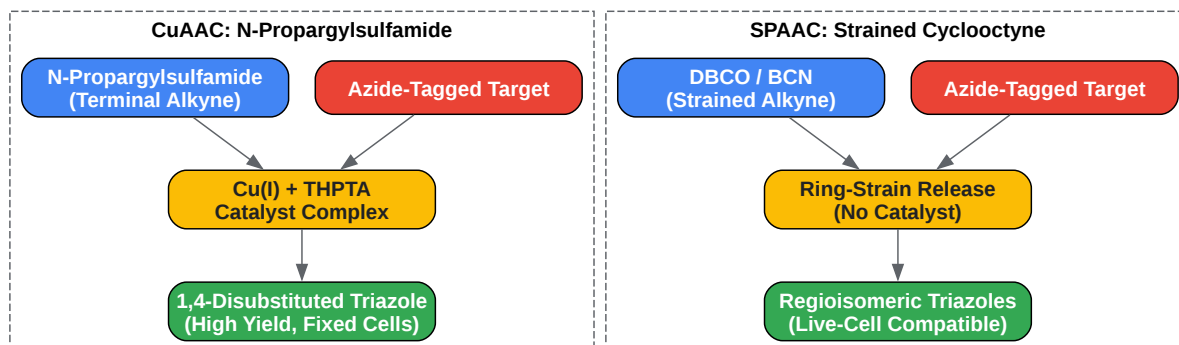 CuAAC: N-Propargylsulfamide
N-Propargylsulfamide
(Terminal Alkyne)
Azide-Tagged Target
Cu(I) + THPTA
Catalyst Complex
1,4-Disubstituted Triazole
(High Yield, Fixed Cells)
SPAAC: Strained Cyclooctyne
DBCO / BCN
(Strained Alkyne)
Azide-Tagged Target
Ring-Strain Release
(No Catalyst)
Regioisomeric Triazoles
(Live-Cell Compatible)